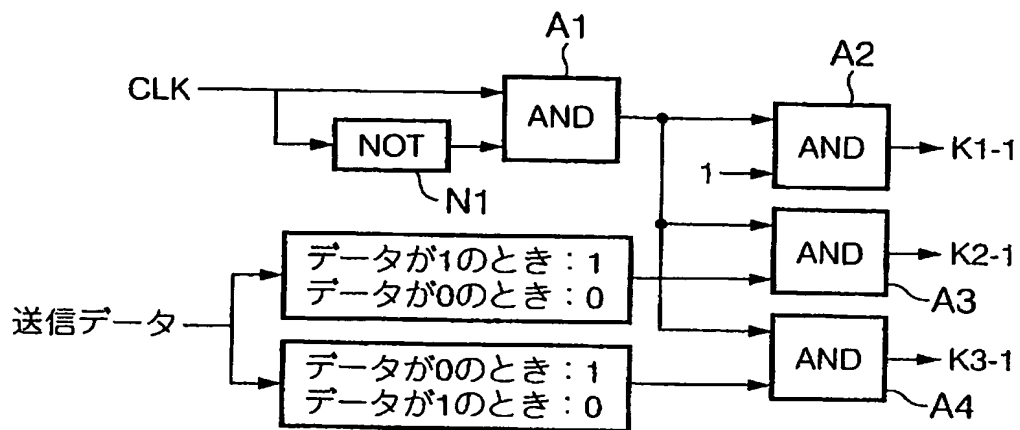 A1
A2
CLK
AND
NOT
N1
AND
1
K1-1
データが1のとき:1
データが0のとき:0
AND
K2-1
A3
送信データ
データが0のとき:1
データが1のとき:0
AND
K3-1
A4